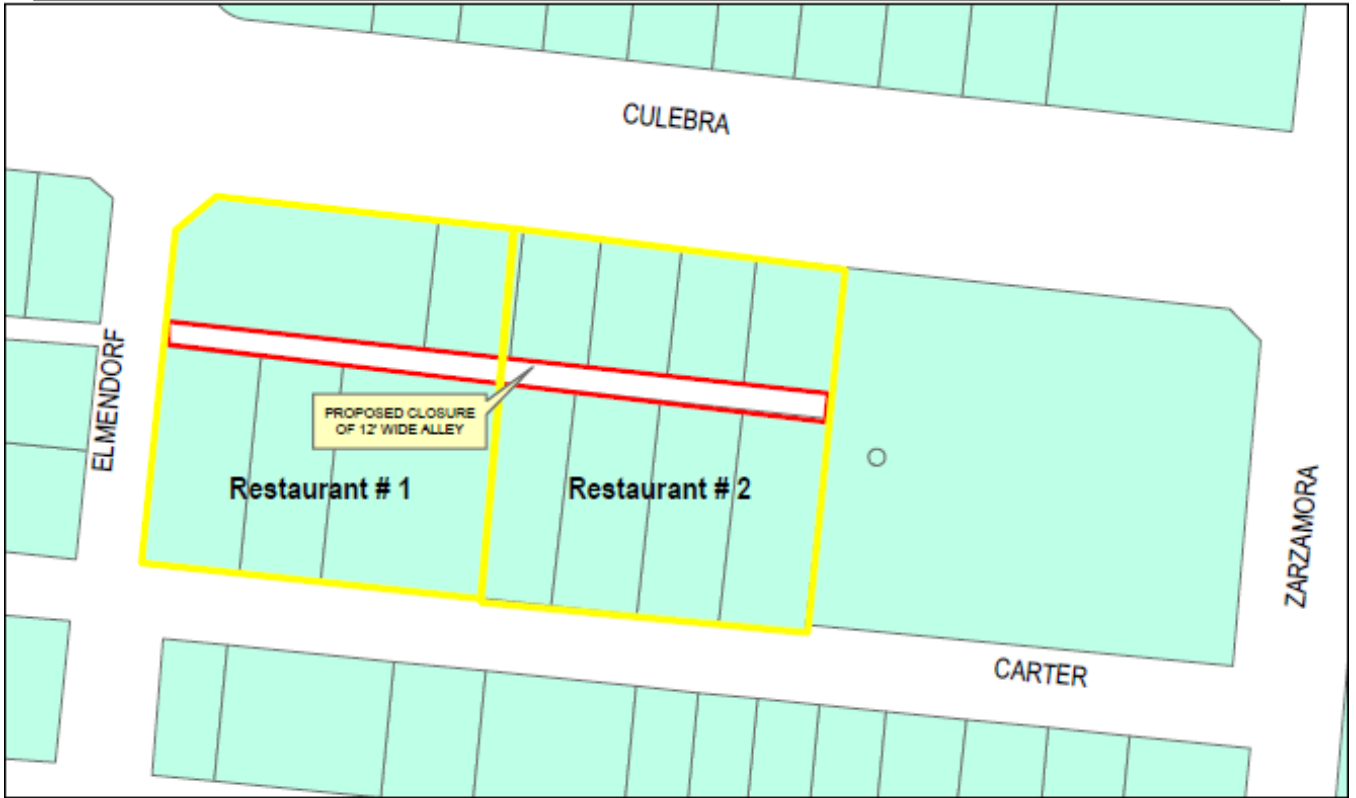 CULEBRA
ELMENDORF
PROPOSED CLOSURE
OF 12' WIDE ALLEY
Restaurant # 1
Restaurant # 2
ZARZAMORA
CARTER